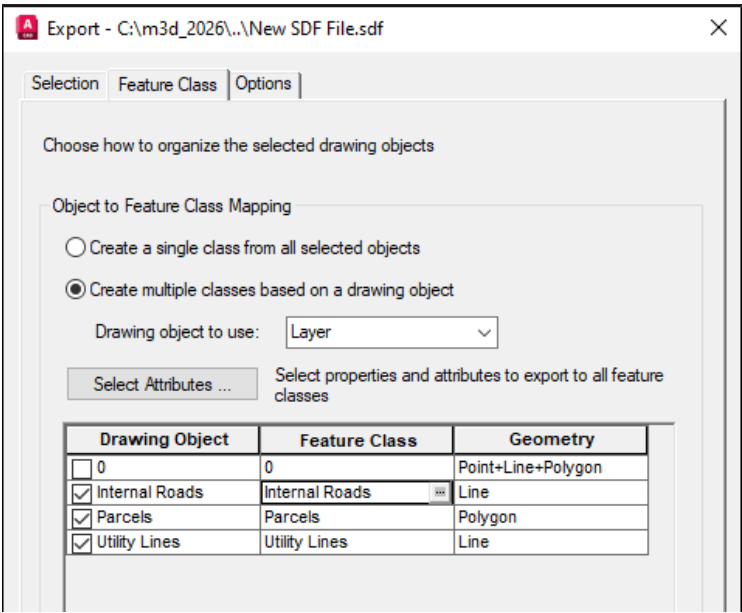 Export - C:\m3d_2026\..\New SDF File.sdf
Selection Feature Class Options
Choose how to organize the selected drawing objects
Object to Feature Class Mapping
Create a single class from all selected objects
Create multiple classes based on a drawing object
Drawing object to use: Layer
Select Attributes ... Select properties and attributes to export to all feature
classes
Drawing Object Feature Class Geometry
0 0 Point+Line+Polygon
Internal Roads Internal Roads ... Line
Parcels Parcels Polygon
Utility Lines Utility Lines Line